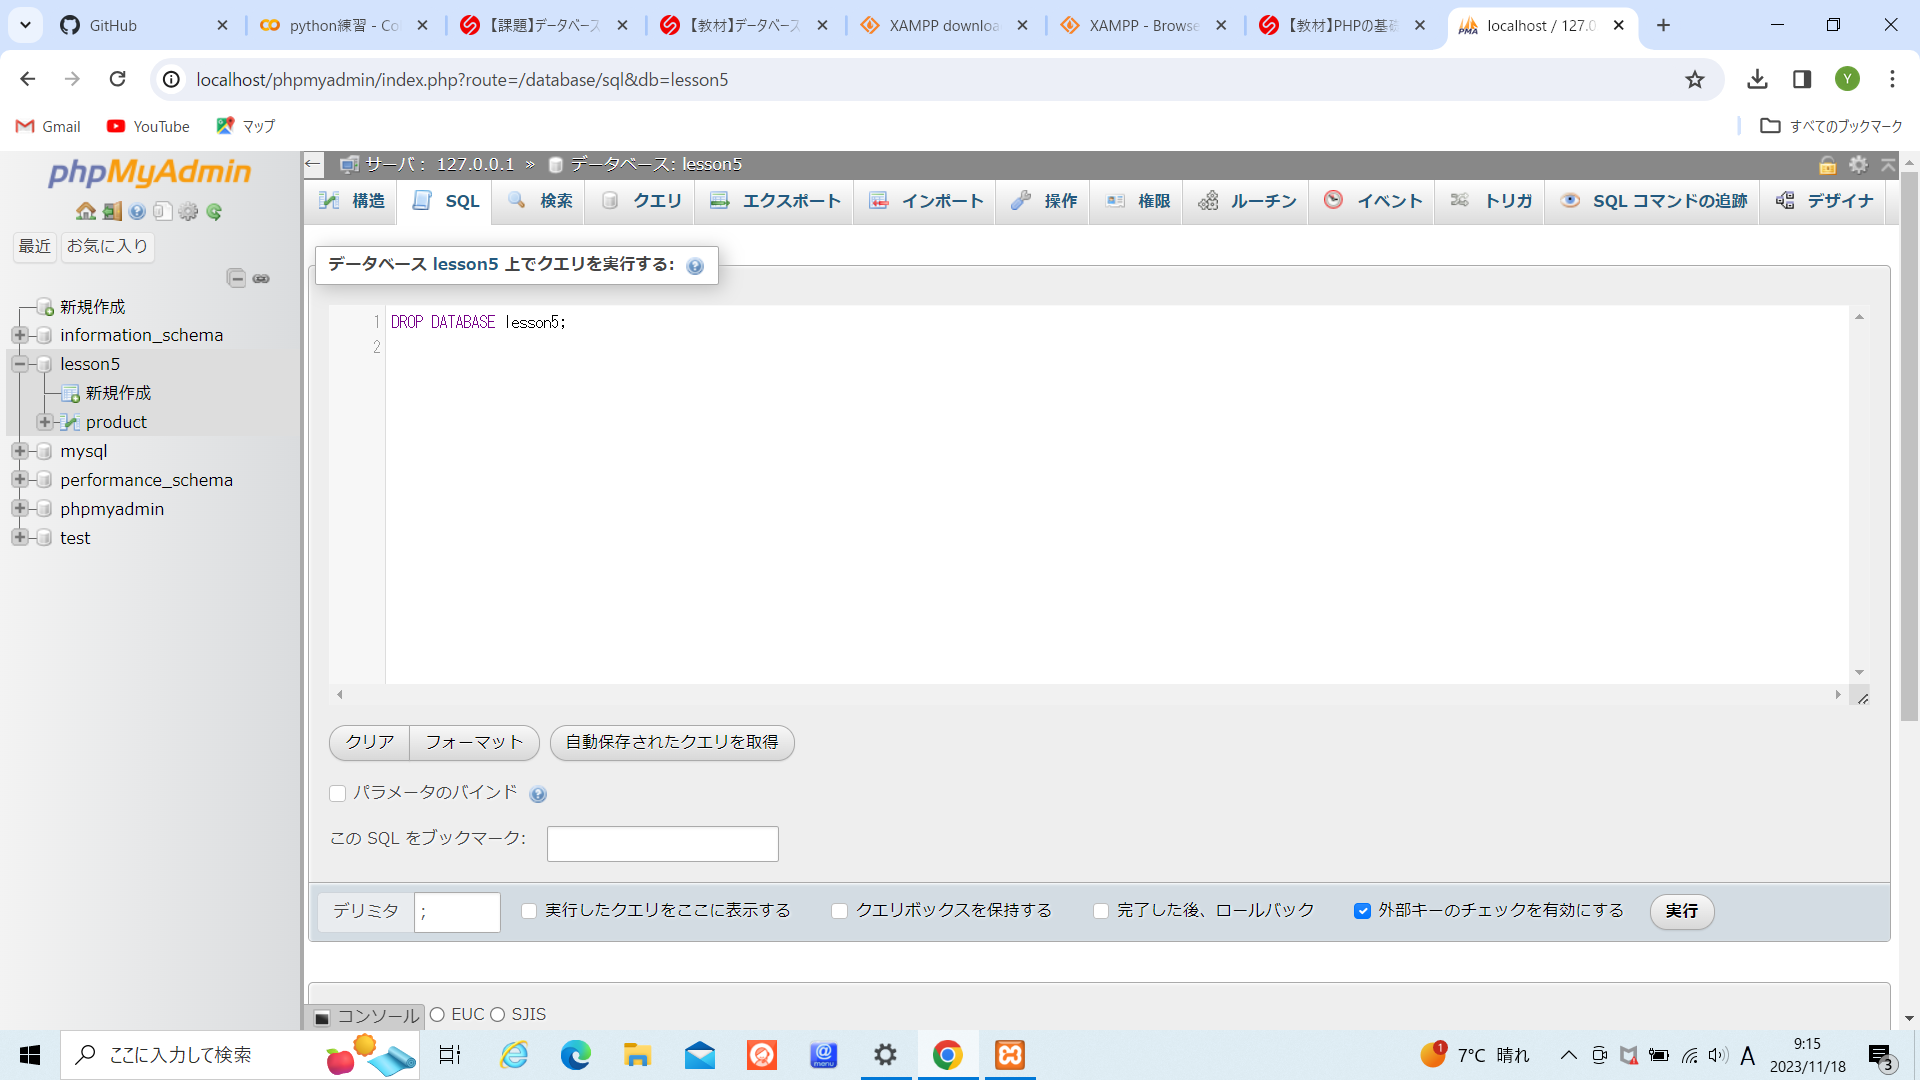 GitHub
python練習 - Co
【課題】データベース
【教材】データベース
XAMPP downloa
XAMPP - Browse
【教材】PHPの基礎
localhost / 127.0
localhost/phpmyadmin/index.php?route=/database/sql&db=lesson5
Y
Gmail
YouTube
マップ
すべてのブックマーク
phpMyAdmin
最近
お気に入り
新規作成
information_schema
lesson5
新規作成
product
mysql
performance_schema
phpmyadmin
test
サーバ: 127.0.0.1 » データベース: lesson5
構造
SQL
検索
クエリ
エクスポート
インポート
操作
権限
ルーチン
イベント
トリガ
SQL コマンドの追跡
デザイナ
データベース lesson5 上でクエリを実行する:
1 DROP DATABASE lesson5;
2
クリア
フォーマット
自動保存されたクエリを取得
パラメータのバインド
この SQL をブックマーク:
デリミタ ;
実行したクエリをここに表示する
クエリボックスを保持する
完了した後、ロールバック
外部キーのチェックを有効にする
実行
コンソール
EUC
SJIS
ここに入力して検索
menu
1
7°C 晴れ
A
9:15
2023/11/18
3